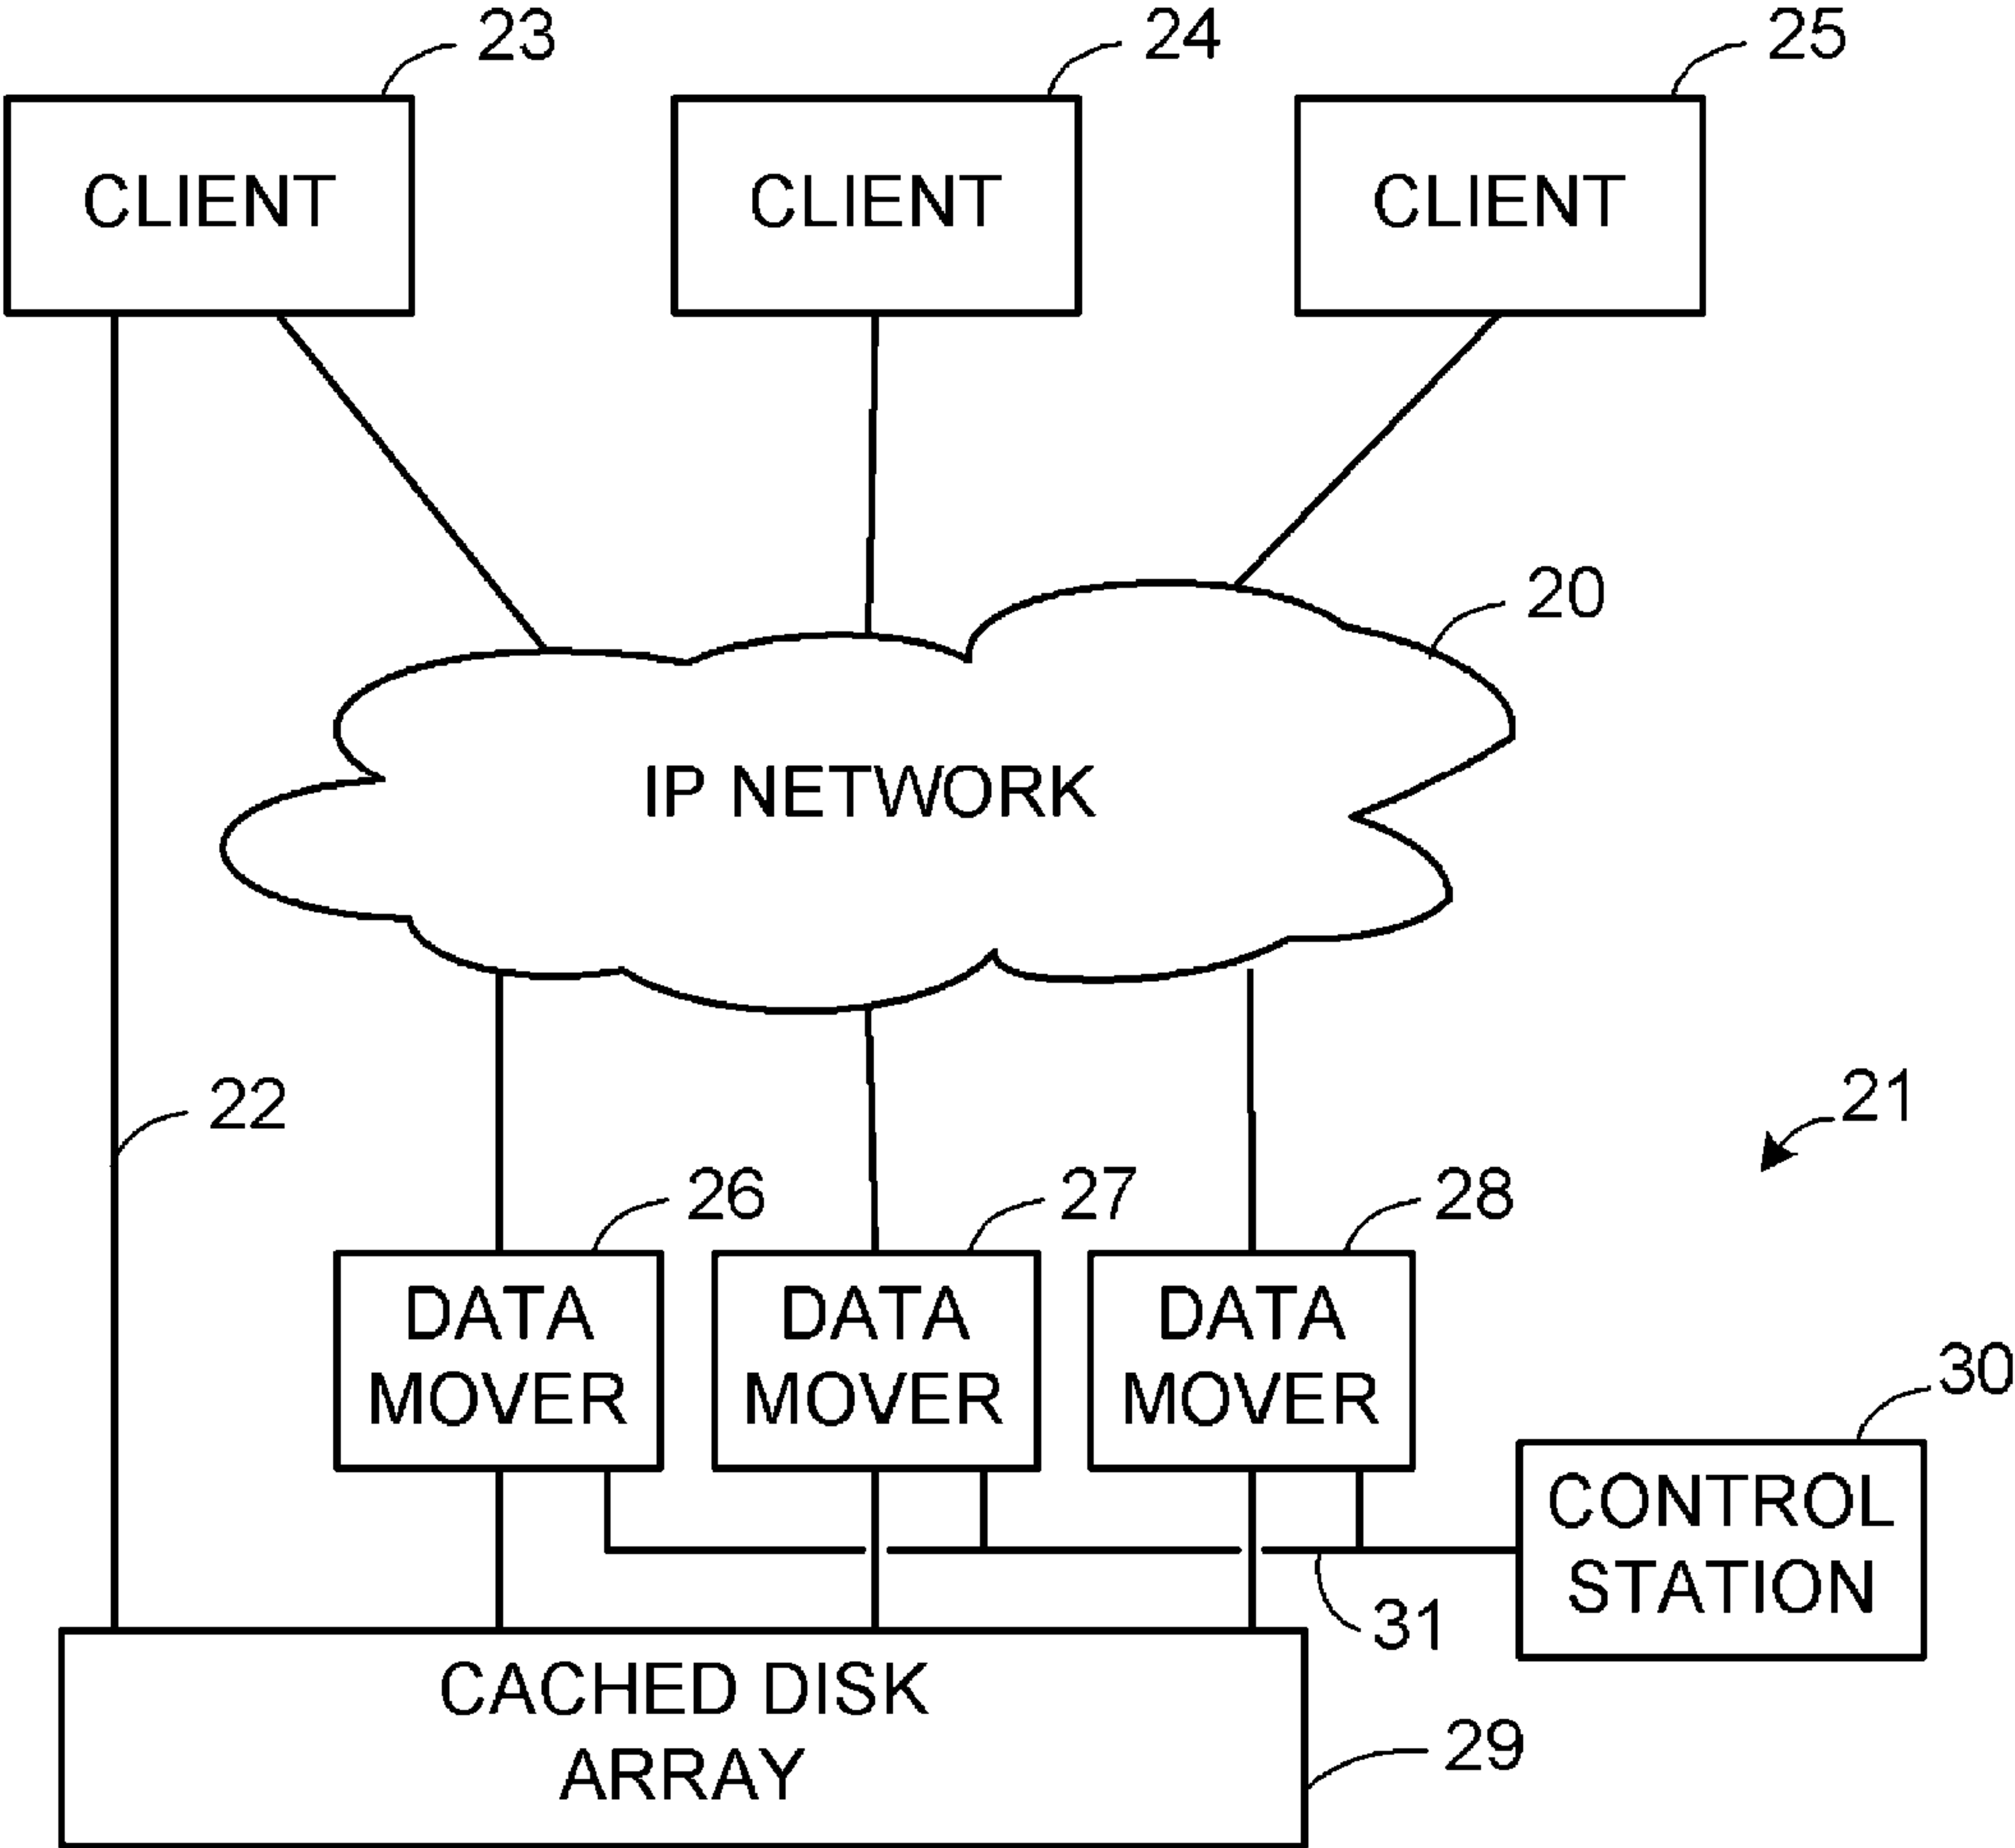 23
24
25
CLIENT
CLIENT
CLIENT
20
IP NETWORK
22
21
26
27
28
DATA
MOVER
DATA
MOVER
DATA
MOVER
30
CONTROL
STATION
31
CACHED DISK
ARRAY
29